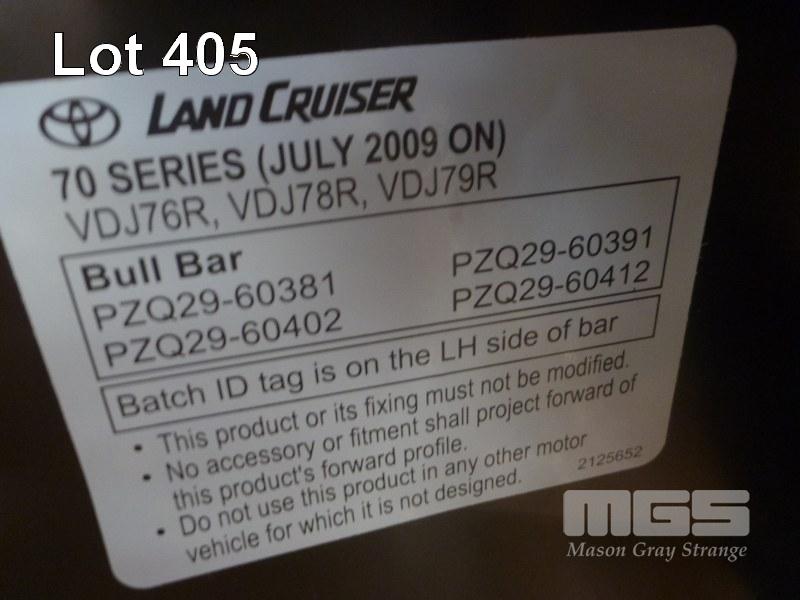 Lot 405
LAND CRUISER
70 SERIES (JULY 2009 ON)
VDJ76R, VDJ78R, VDJ79R
Bull Bar
PZQ29-60381 PZQ29-60391
PZQ29-60402 PZQ29-60412
Batch ID tag is on the LH side of bar
• This product or its fixing must not be modified.
• No accessory or fitment shall project forward of
this product's forward profile.
• Do not use this product in any other motor
vehicle for which it is not designed.
2125652
MGS
Mason Gray Strange